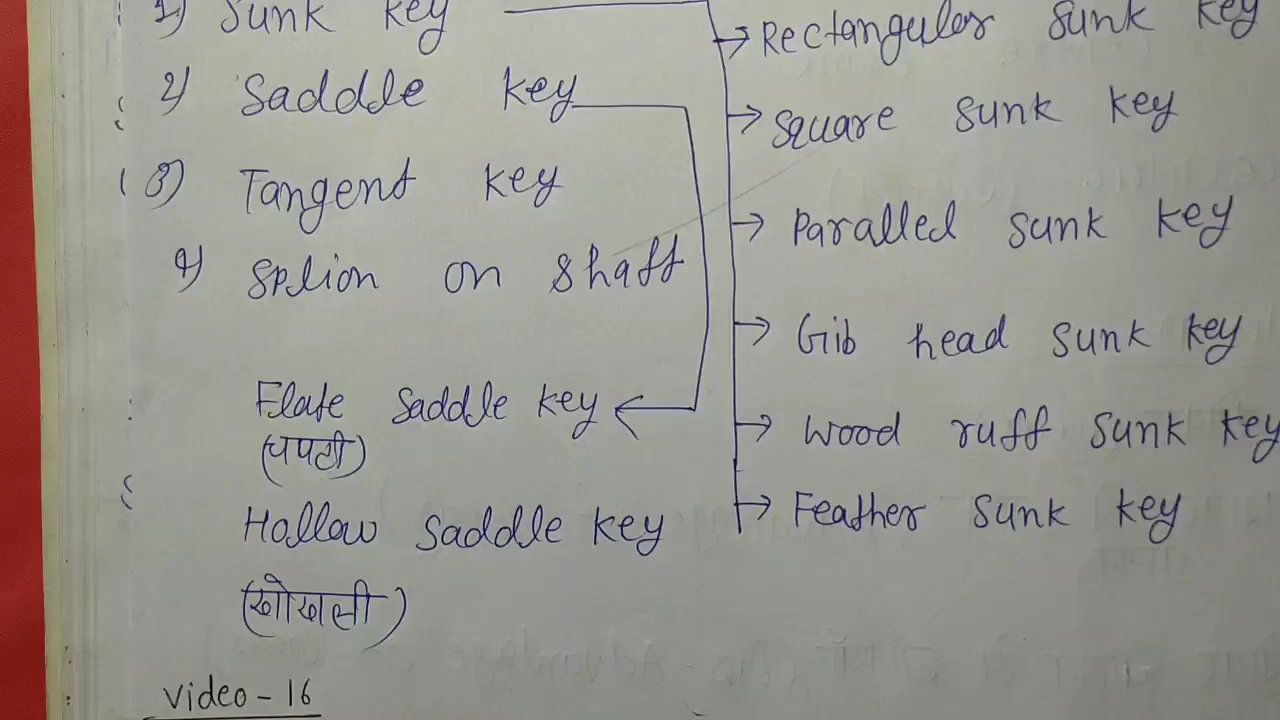 1) Sunk key
2) Saddle key
3) Tangent key
4) Splion on shaft
Flate saddle key
(चपटी)
Hollow saddle key
(खोखली)
→ Rectangular sunk key
→ Square sunk key
→ Paralled sunk key
→ Gib head sunk key
→ Wood ruff sunk key
→ Feather sunk key
Video - 16